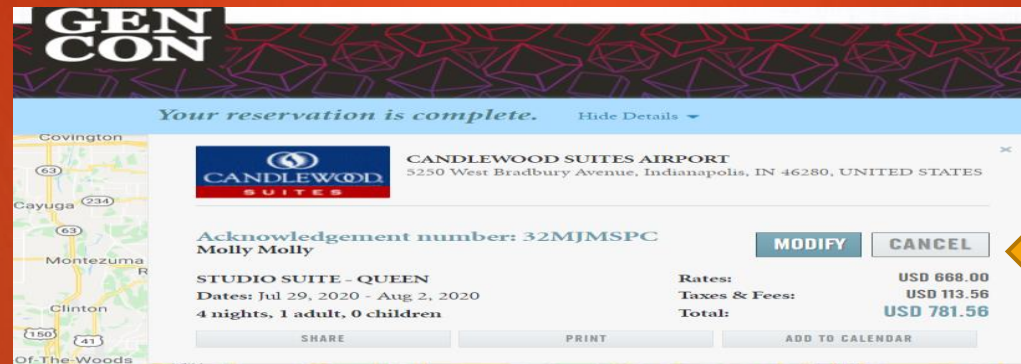 GEN
CON
Your reservation is complete. Hide Details
Covington
63
CANDLEWOOD SUITES AIRPORT
CANDLEWOOD
SUITES
5250 West Bradbury Avenue, Indianapolis, IN 46280, UNITED STATES
Cayuga 234
63
Acknowledgement number: 32MJMSPC
MODIFY CANCEL
Molly Molly
Montezuma
R
STUDIO SUITE - QUEEN Rates: USD 668.00
Dates: Jul 29, 2020 - Aug 2, 2020 Taxes & Fees: USD 113.56
Clinton
4 nights, 1 adult, 0 children Total: USD 781.56
150 41
SHARE PRINT ADD TO CALENDAR
Of-The-Woods